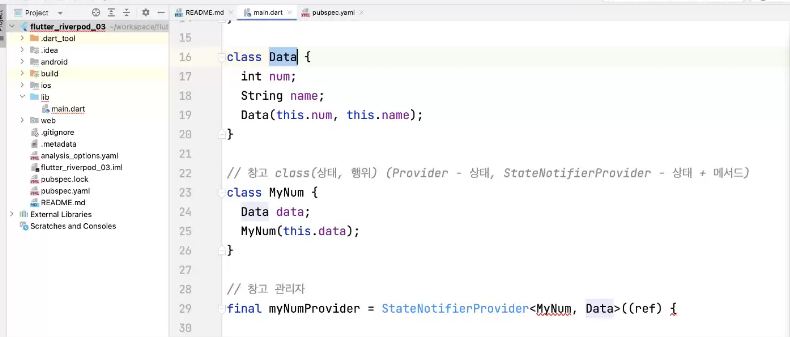 Project
README.md
main.dart
pubspec.yaml
flutter_riverpod_03
.dart_tool
.idea
android
build
ios
lib
main.dart
web
.gitignore
.metadata
analysis_options.yaml
flutter_riverpod_03.iml
pubspec.lock
pubspec.yaml
README.md
External Libraries
Scratches and Consoles
15
16 class Data {
17 int num;
18 String name;
19 Data(this.num, this.name);
20 }
21
22 // 창고 class(상태, 행위) (Provider - 상태, StateNotifierProvider - 상태 + 메서드)
23 class MyNum {
24 Data data;
25 MyNum(this.data);
26 }
27
28 // 창고 관리자
29 final myNumProvider = StateNotifierProvider<MyNum, Data>((ref) {
30